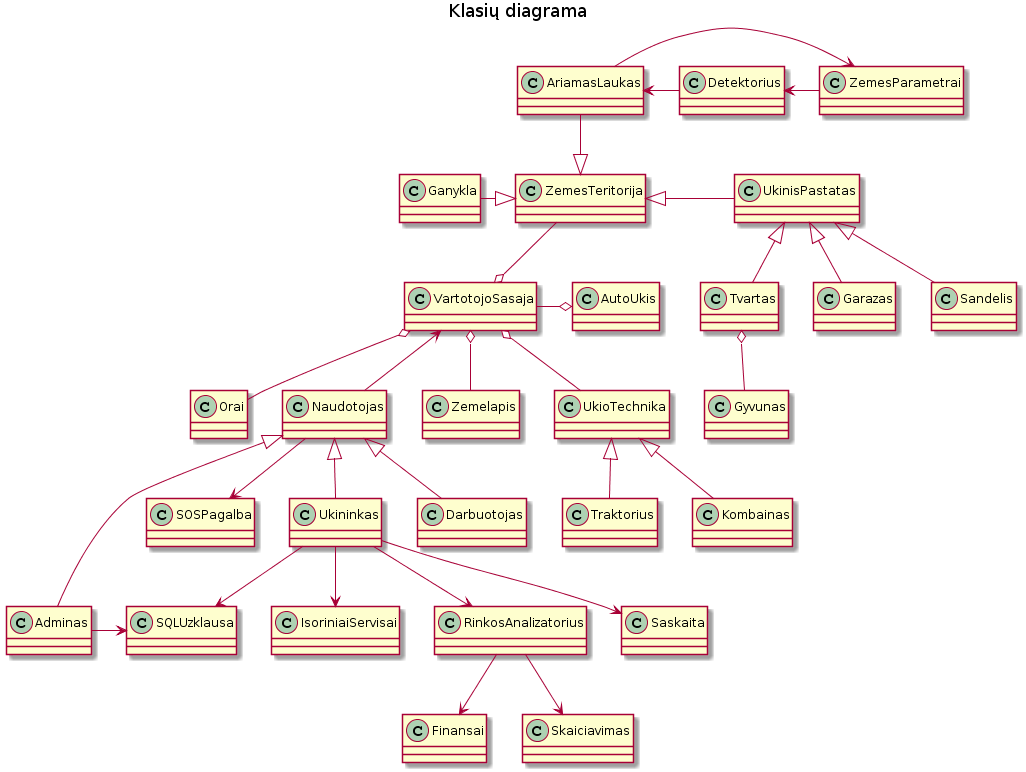 Klasių diagrama
C AriamasLaukas
C Detektorius
C ZemesParametrai
C Ganykla
C ZemesTeritorija
C UkinisPastatas
C VartotojoSasaja
C AutoUkis
C Tvartas
C Garazas
C Sandelis
C Orai
C Naudotojas
C Zemelapis
C UkioTechnika
C Gyvunas
C SOSPagalba
C Ukininkas
C Darbuotojas
C Traktorius
C Kombainas
C Adminas
C SQLUzklausa
C IsoriniaiServisai
C RinkosAnalizatorius
C Saskaita
C Finansai
C Skaiciavimas